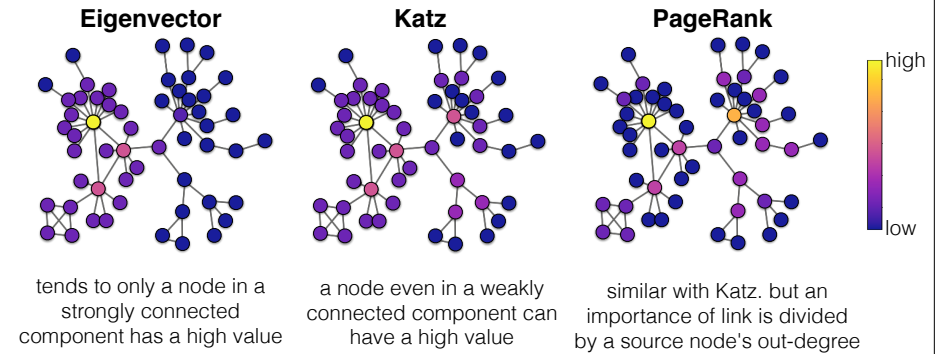 Eigenvector
Katz
PageRank
high
low
tends to only a node in a
strongly connected
component has a high value
a node even in a weakly
connected component can
have a high value
similar with Katz. but an
importance of link is divided
by a source node's out-degree